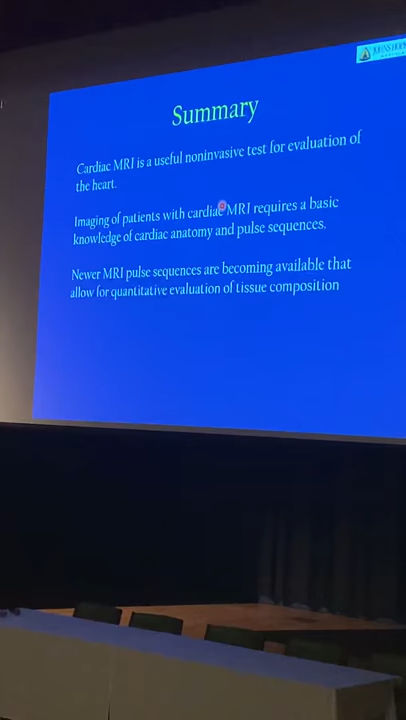 JOHNS HOPKINS
Summary
Cardiac MRI is a useful noninvasive test for evaluation of
the heart.
Imaging of patients with cardiac MRI requires a basic
knowledge of cardiac anatomy and pulse sequences.
Newer MRI pulse sequences are becoming available that
allow for quantitative evaluation of tissue composition